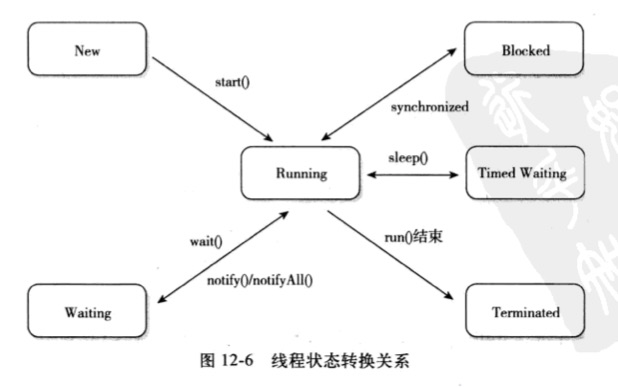 New
Blocked
start()
synchronized
Running
sleep()
Timed Waiting
wait()
run()结束
notify()/notifyAll()
Waiting
Terminated
图 12-6 线程状态转换关系